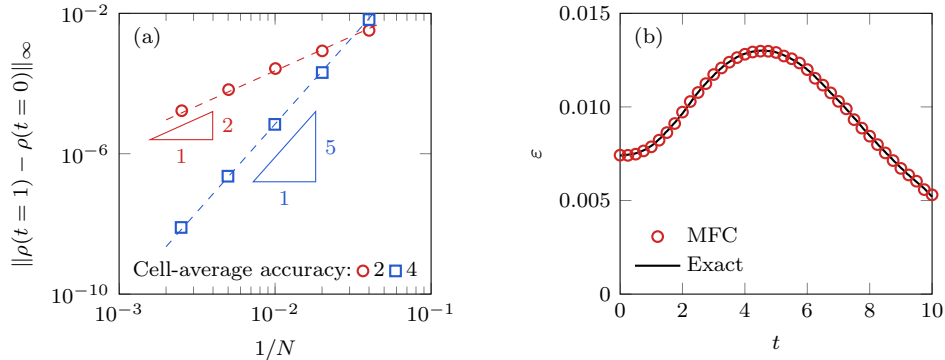 (a)
‖ρ(t = 1) − ρ(t = 0)‖∞
10⁻²
10⁻⁶
10⁻¹⁰
2
1
5
1
Cell-average accuracy: 2 4
10⁻³
10⁻²
10⁻¹
1/N
(b)
ε
0.015
0.010
0.005
0
MFC
Exact
0
2
4
6
8
10
t